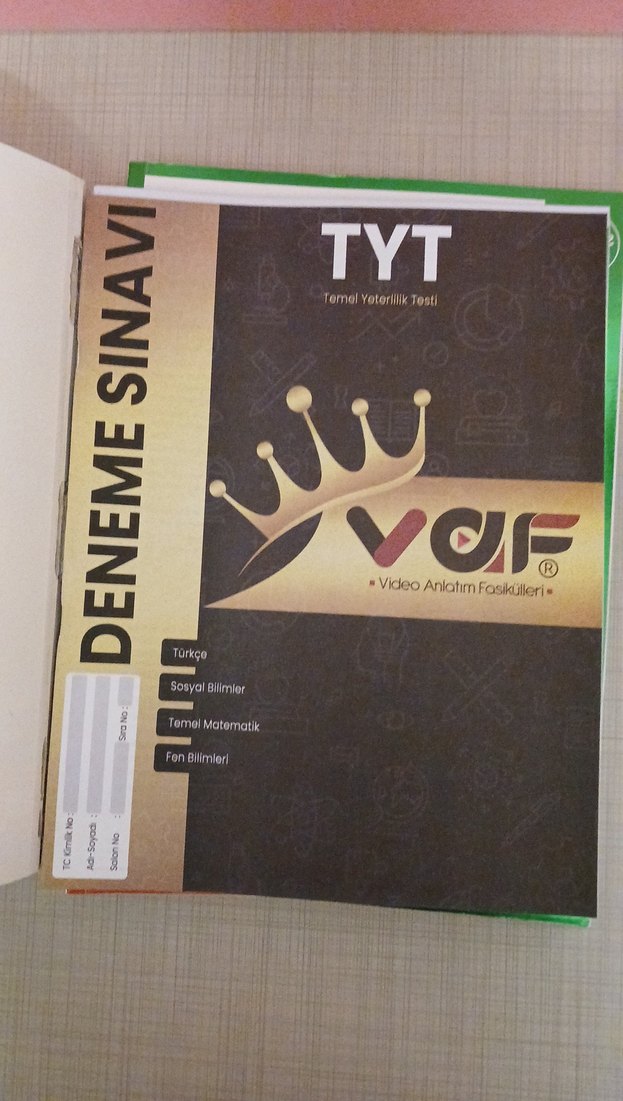 DENEME SINAVI
TYT
Temel Yeterlilik Testi
VAF®
Video Anlatım Fasikülleri
Türkçe
Sosyal Bilimler
Temel Matematik
Fen Bilimleri
TC Kimlik No :
Adı-Soyadı :
Salon No : Sıra No :